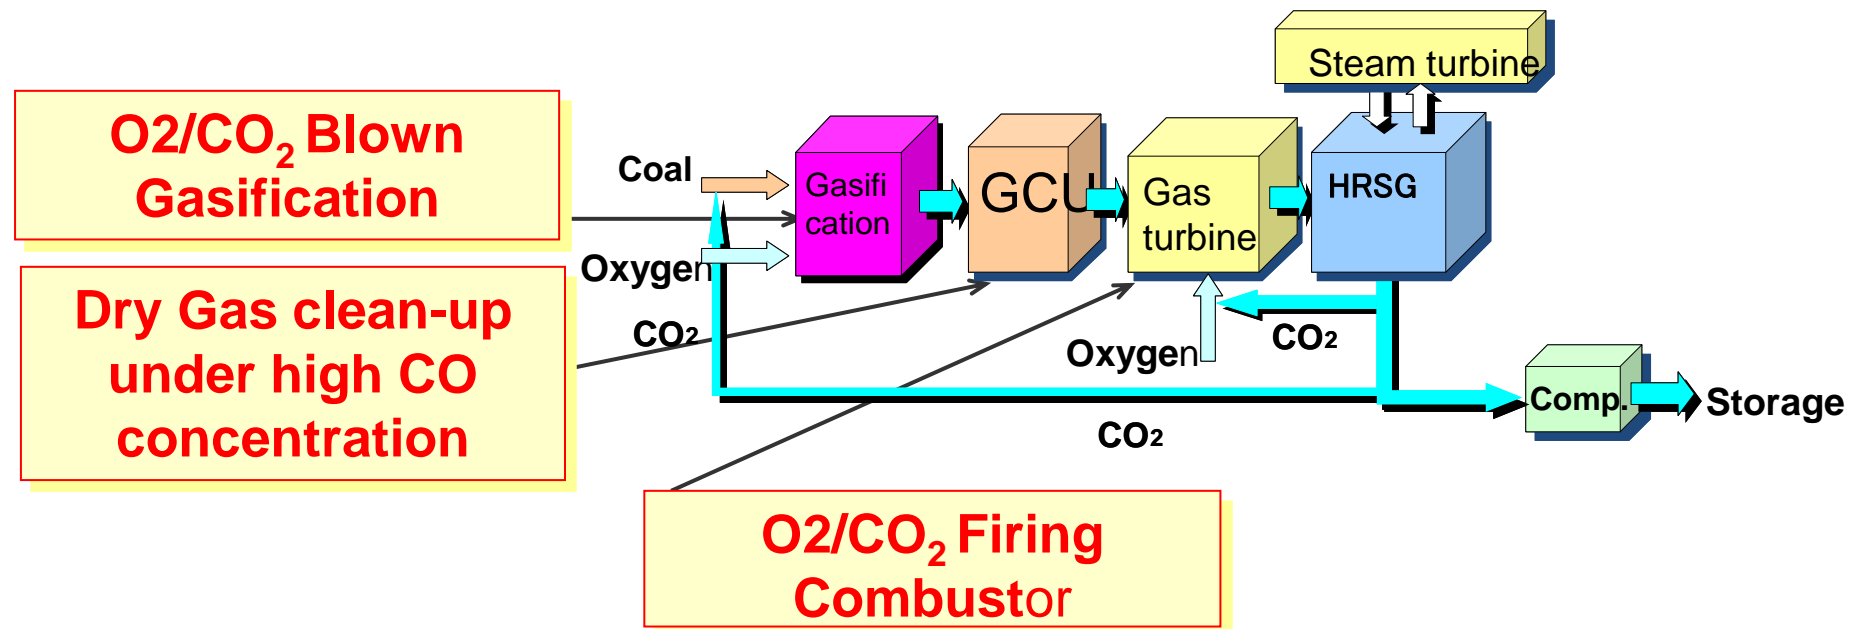 O2/CO₂ Blown
Gasification
Dry Gas clean-up
under high CO
concentration
Coal
Oxygen
CO2
Gasifi
cation
GCU
Gas
turbine
HRSG
Steam turbine
Oxygen
CO2
CO2
Comp.
Storage
O2/CO₂ Firing
Combustor